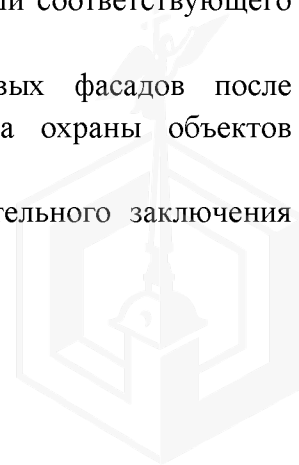 соответствующего
вых фасадов после
а охраны объектов
тельного заключения